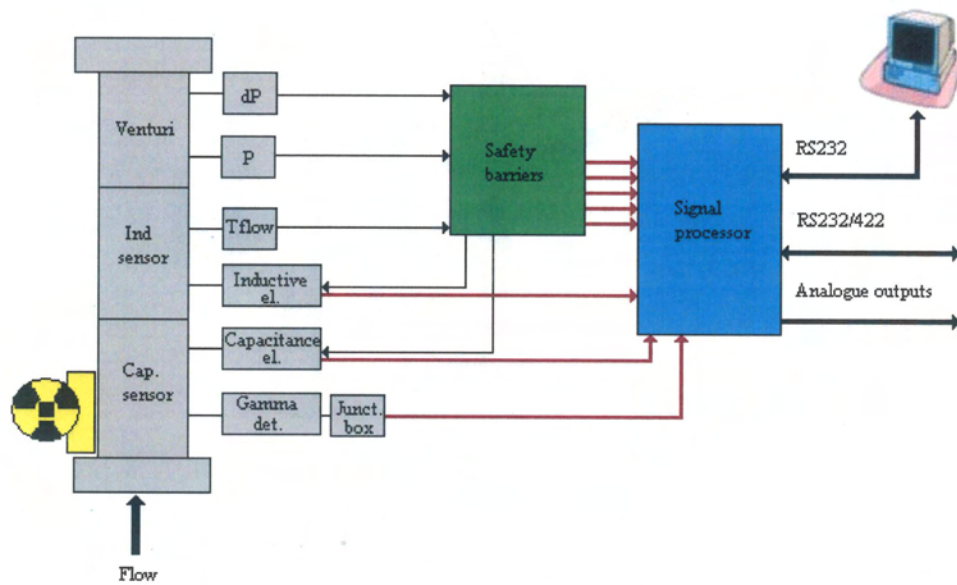 Venturi
dP
P
Ind
sensor
Tflow
Inductive
el.
Cap.
sensor
Capacitance
el.
Gamma
det.
Junct.
box
Safety
barriers
Signal
processor
RS232
RS232/422
Analogue outputs
Flow